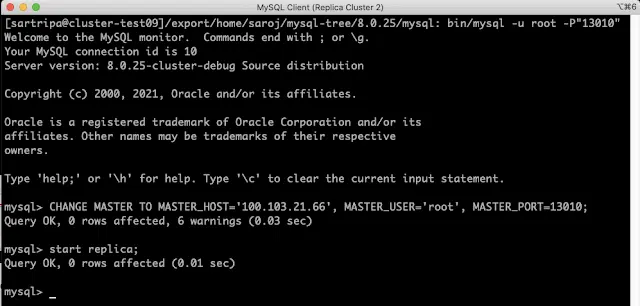 MySQL Client (Replica Cluster 2)
⌥⌘6
[sartripa@cluster-test09]/export/home/saroj/mysql-tree/8.0.25/mysql: bin/mysql -u root -P"13010"
Welcome to the MySQL monitor.  Commands end with ; or \g.
Your MySQL connection id is 10
Server version: 8.0.25-cluster-debug Source distribution
Copyright (c) 2000, 2021, Oracle and/or its affiliates.
Oracle is a registered trademark of Oracle Corporation and/or its
affiliates. Other names may be trademarks of their respective
owners.
Type 'help;' or '\h' for help. Type '\c' to clear the current input statement.
mysql> CHANGE MASTER TO MASTER_HOST='100.103.21.66', MASTER_USER='root', MASTER_PORT=13010;
Query OK, 0 rows affected, 6 warnings (0.03 sec)
mysql> start replica;
Query OK, 0 rows affected (0.01 sec)
mysql> _